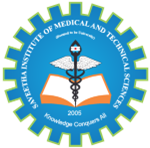 SAVEETHA INSTITUTE OF MEDICAL AND TECHNICAL SCIENCES
(Deemed to be University)
2005
Knowledge Conquers All